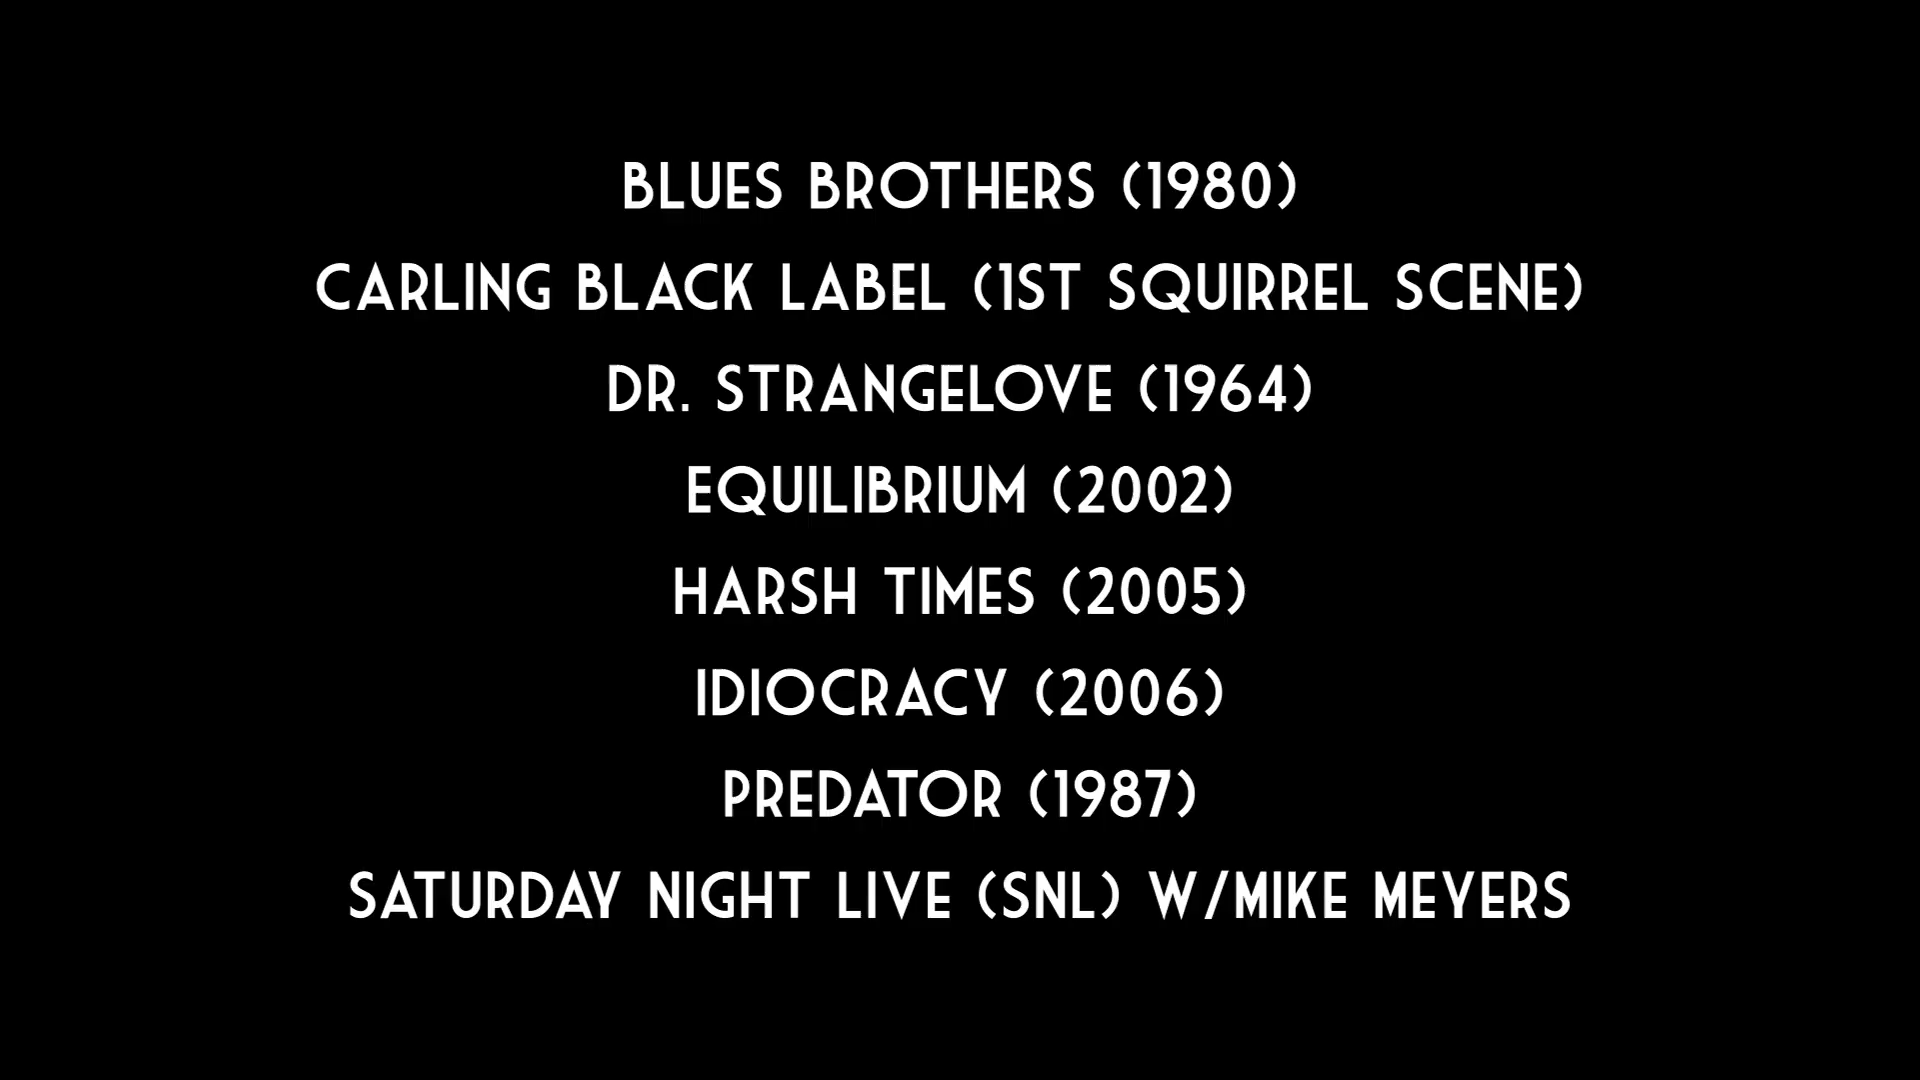 BLUES BROTHERS (1980)
CARLING BLACK LABEL (1ST SQUIRREL SCENE)
DR. STRANGELOVE (1964)
EQUILIBRIUM (2002)
HARSH TIMES (2005)
IDIOCRACY (2006)
PREDATOR (1987)
SATURDAY NIGHT LIVE (SNL) W/MIKE MEYERS